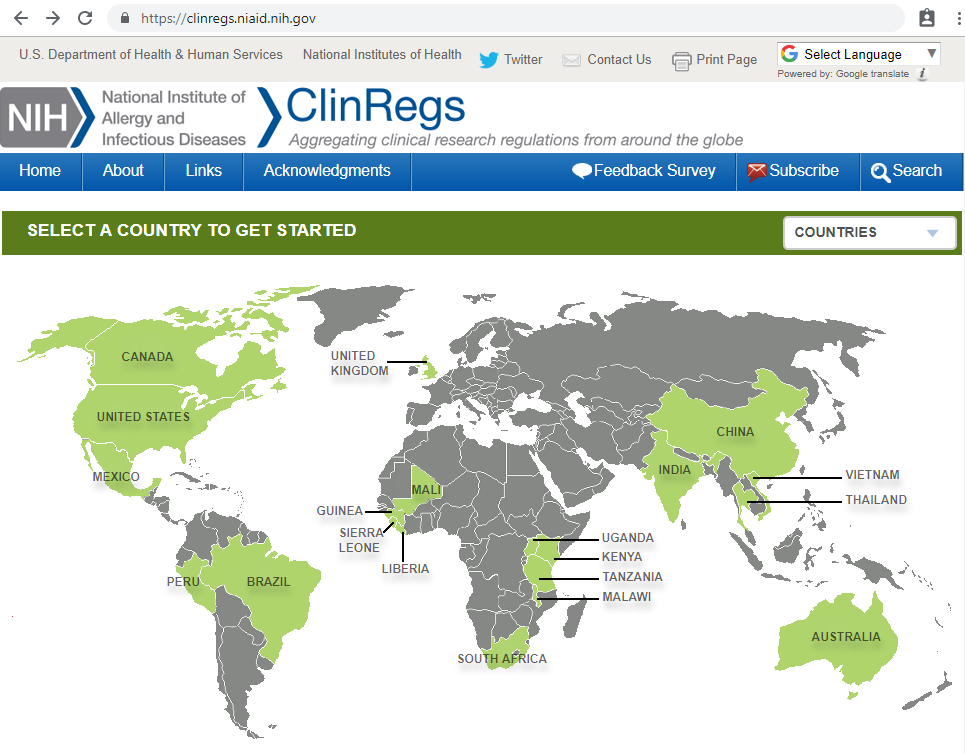 https://clinregs.niaid.nih.gov
U.S. Department of Health & Human Services National Institutes of Health Twitter Contact Us Print Page Select Language
Powered by: Google translate
NIH
National Institute of
Allergy and
Infectious Diseases
ClinRegs
Aggregating clinical research regulations from around the globe
Home About Links Acknowledgments Feedback Survey Subscribe Search
SELECT A COUNTRY TO GET STARTED COUNTRIES
CANADA
UNITED
KINGDOM
UNITED STATES
CHINA
MEXICO
INDIA
VIETNAM
MALI
THAILAND
GUINEA
SIERRA
LEONE
LIBERIA
UGANDA
KENYA
TANZANIA
MALAWI
PERU
BRAZIL
AUSTRALIA
SOUTH AFRICA